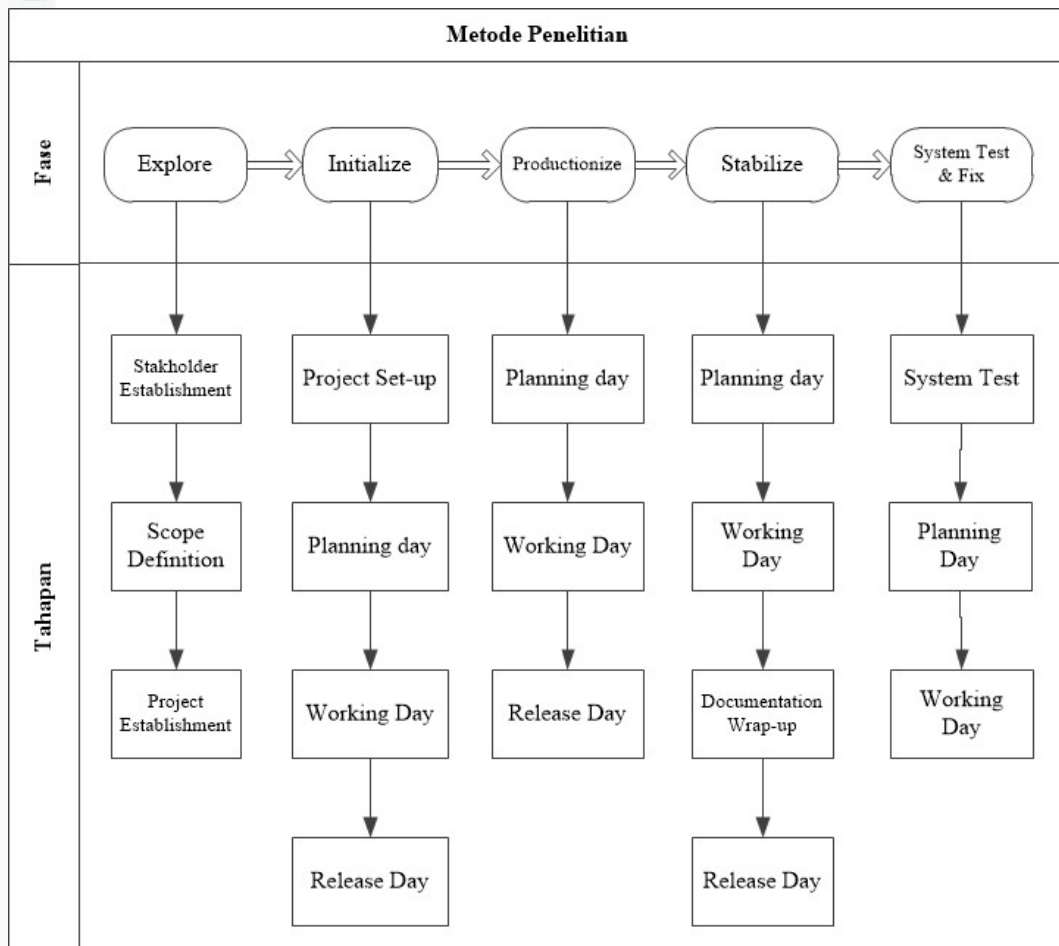 Metode Penelitian
Fase
Explore
Initialize
Productionize
Stabilize
System Test
& Fix
Tahapan
Stakholder
Establishment
Project Set-up
Planning day
Planning day
System Test
Scope
Definition
Planning day
Working Day
Working
Day
Planning
Day
Project
Establishment
Working Day
Release Day
Documentation
Wrap-up
Working
Day
Release Day
Release Day